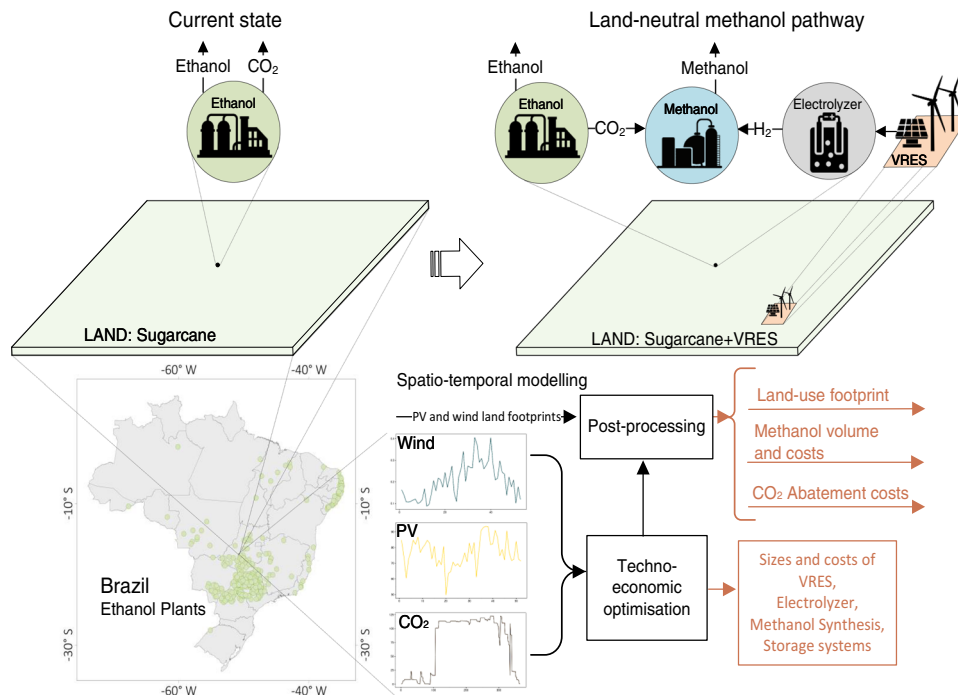 Current state
Land-neutral methanol pathway
Ethanol
CO₂
Ethanol
Ethanol
Methanol
Ethanol
CO₂
Methanol
H₂
Electrolyzer
VRES
LAND: Sugarcane
LAND: Sugarcane+VRES
-60° W
-40° W
-10° S
-30° S
-10° S
-30° S
-60° W
-40° W
Brazil
Ethanol Plants
Spatio-temporal modelling
PV and wind land footprints
Wind
PV
CO₂
Post-processing
Techno-
economic
optimisation
Land-use footprint
Methanol volume
and costs
CO₂ Abatement costs
Sizes and costs of
VRES,
Electrolyzer,
Methanol Synthesis,
Storage systems